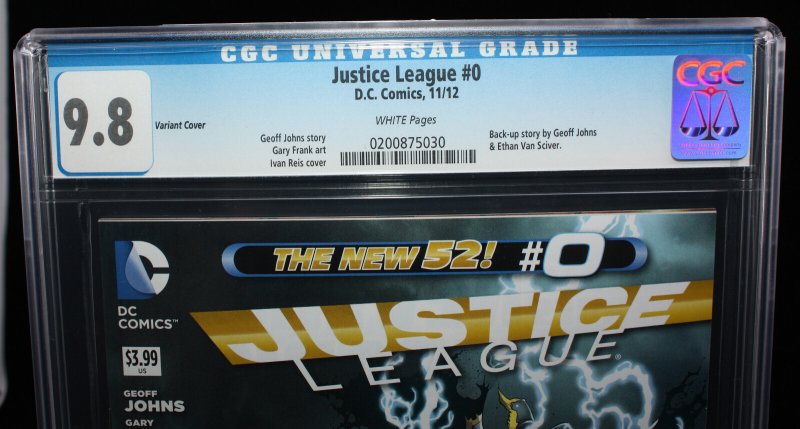 CGC UNIVERSAL GRADE
Justice League #0
D.C. Comics, 11/12
9.8
Variant Cover
WHITE Pages
Geoff Johns story
Gary Frank art
Ivan Reis cover
0200875030
Back-up story by Geoff Johns
& Ethan Van Sciver.
CGC
THE NEW 52! #0
DC
DC
COMICS™
JUSTICE
LEAGUE®
$3.99
US
GEOFF
JOHNS
GARY